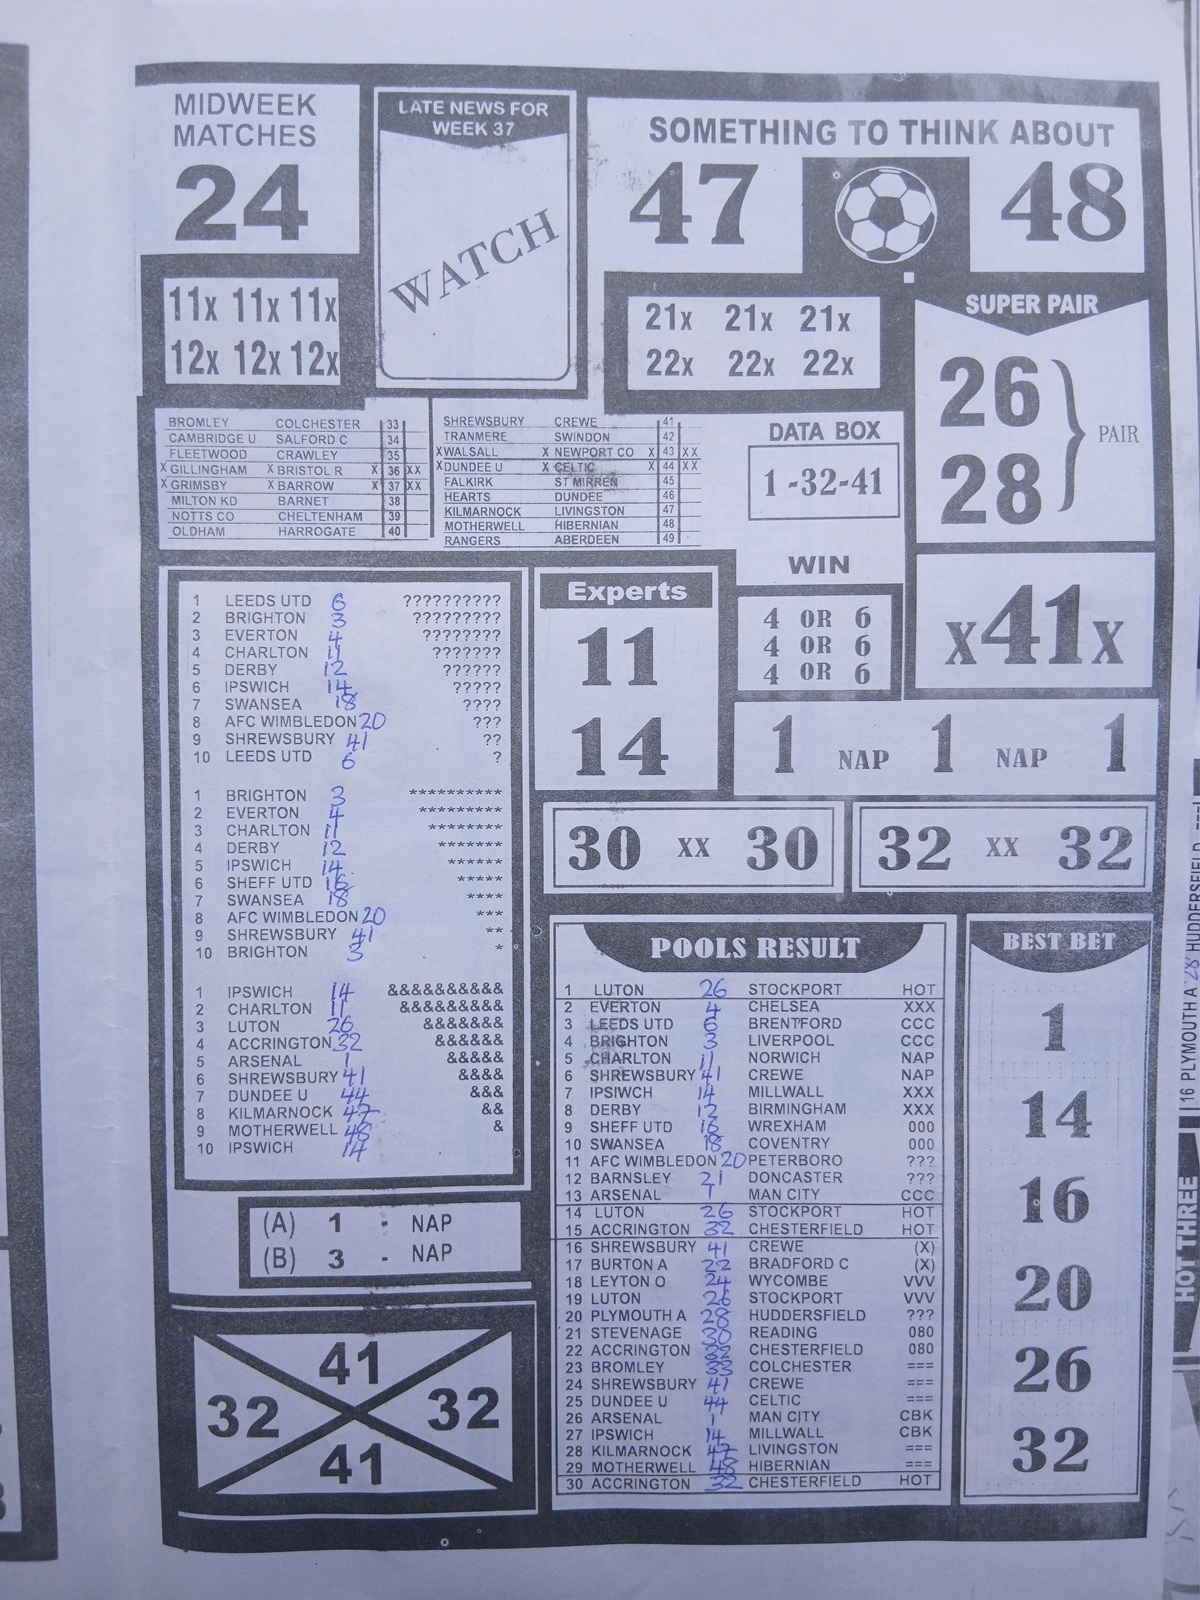 MIDWEEK
MATCHES
24
LATE NEWS FOR
WEEK 37
WATCH
SOMETHING TO THINK ABOUT
47 48
11x 11x 11x
12x 12x 12x
21x 21x 21x
22x 22x 22x
SUPER PAIR
26
28
PAIR
BROMLEY COLCHESTER 33
CAMBRIDGE U SALFORD C 34
FLEETWOOD CRAWLEY 35
X GILLINGHAM X BRISTOL R X 36 XX
X GRIMSBY X BARROW X 37 XX
MILTON KD BARNET 38
NOTTS CO CHELTENHAM 39
OLDHAM HARROGATE 40
SHREWSBURY CREWE 41
TRANMERE SWINDON 42
X WALSALL X NEWPORT CO X 43 XX
X DUNDEE U X CELTIC X 44 XX
FALKIRK ST MIRREN 45
HEARTS DUNDEE 46
KILMARNOCK LIVINGSTON 47
MOTHERWELL HIBERNIAN 48
RANGERS ABERDEEN 49
DATA BOX
1 -32-41
WIN
4 OR 6
4 OR 6
4 OR 6
X41X
Experts
11
14
1 NAP 1 NAP 1
30 XX 30
32 XX 32
1 LEEDS UTD 6 ??????????
2 BRIGHTON 3 ?????????
3 EVERTON 4 ????????
4 CHARLTON 11 ???????
5 DERBY 12 ??????
6 IPSWICH 14 ?????
7 SWANSEA 18 ????
8 AFC WIMBLEDON 20 ???
9 SHREWSBURY 41 ??
10 LEEDS UTD 6 ?
1 BRIGHTON 3 **********
2 EVERTON 4 *********
3 CHARLTON 11 ********
4 DERBY 12 *******
5 IPSWICH 14 ******
6 SHEFF UTD 16 *****
7 SWANSEA 18 ****
8 AFC WIMBLEDON 20 ***
9 SHREWSBURY 41 **
10 BRIGHTON 3 *
1 IPSWICH 14 &&&&&&&&&&
2 CHARLTON 11 &&&&&&&&&
3 LUTON 26 &&&&&&&
4 ACCRINGTON 32 &&&&&&
5 ARSENAL 1 &&&&&
6 SHREWSBURY 41 &&&&
7 DUNDEE U 44 &&&
8 KILMARNOCK 47 &&
9 MOTHERWELL 48 &
10 IPSWICH 14
(A) 1 - NAP
(B) 3 - NAP
41
32 32
41
POOLS RESULT
1 LUTON 26 STOCKPORT HOT
2 EVERTON 4 CHELSEA XXX
3 LEEDS UTD 6 BRENTFORD CCC
4 BRIGHTON 3 LIVERPOOL CCC
5 CHARLTON 11 NORWICH NAP
6 SHREWSBURY 41 CREWE NAP
7 IPSIWCH 14 MILLWALL XXX
8 DERBY 12 BIRMINGHAM XXX
9 SHEFF UTD 16 WREXHAM 000
10 SWANSEA 18 COVENTRY 000
11 AFC WIMBLEDON 20 PETERBORO ???
12 BARNSLEY 21 DONCASTER ???
13 ARSENAL 1 MAN CITY CCC
14 LUTON 26 STOCKPORT HOT
15 ACCRINGTON 32 CHESTERFIELD HOT
16 SHREWSBURY 41 CREWE (X)
17 BURTON A 22 BRADFORD C (X)
18 LEYTON O 24 WYCOMBE VVV
19 LUTON 26 STOCKPORT VVV
20 PLYMOUTH A 28 HUDDERSFIELD ???
21 STEVENAGE 30 READING 080
22 ACCRINGTON 32 CHESTERFIELD 080
23 BROMLEY 33 COLCHESTER ===
24 SHREWSBURY 41 CREWE ===
25 DUNDEE U 44 CELTIC ===
26 ARSENAL 1 MAN CITY CBK
27 IPSWICH 14 MILLWALL CBK
28 KILMARNOCK 47 LIVINGSTON ===
29 MOTHERWELL 48 HIBERNIAN ===
30 ACCRINGTON 32 CHESTERFIELD HOT
BEST BET
1
14
16
20
26
32
16 PLYMOUTH A 28 HUDDERSFIELD
HOT THREE